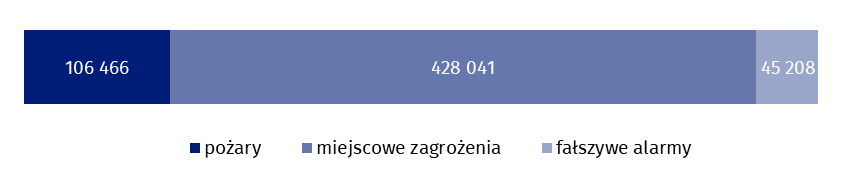 106 466 428 041 45 208
pożary miejscowe zagrożenia fałszywe alarmy